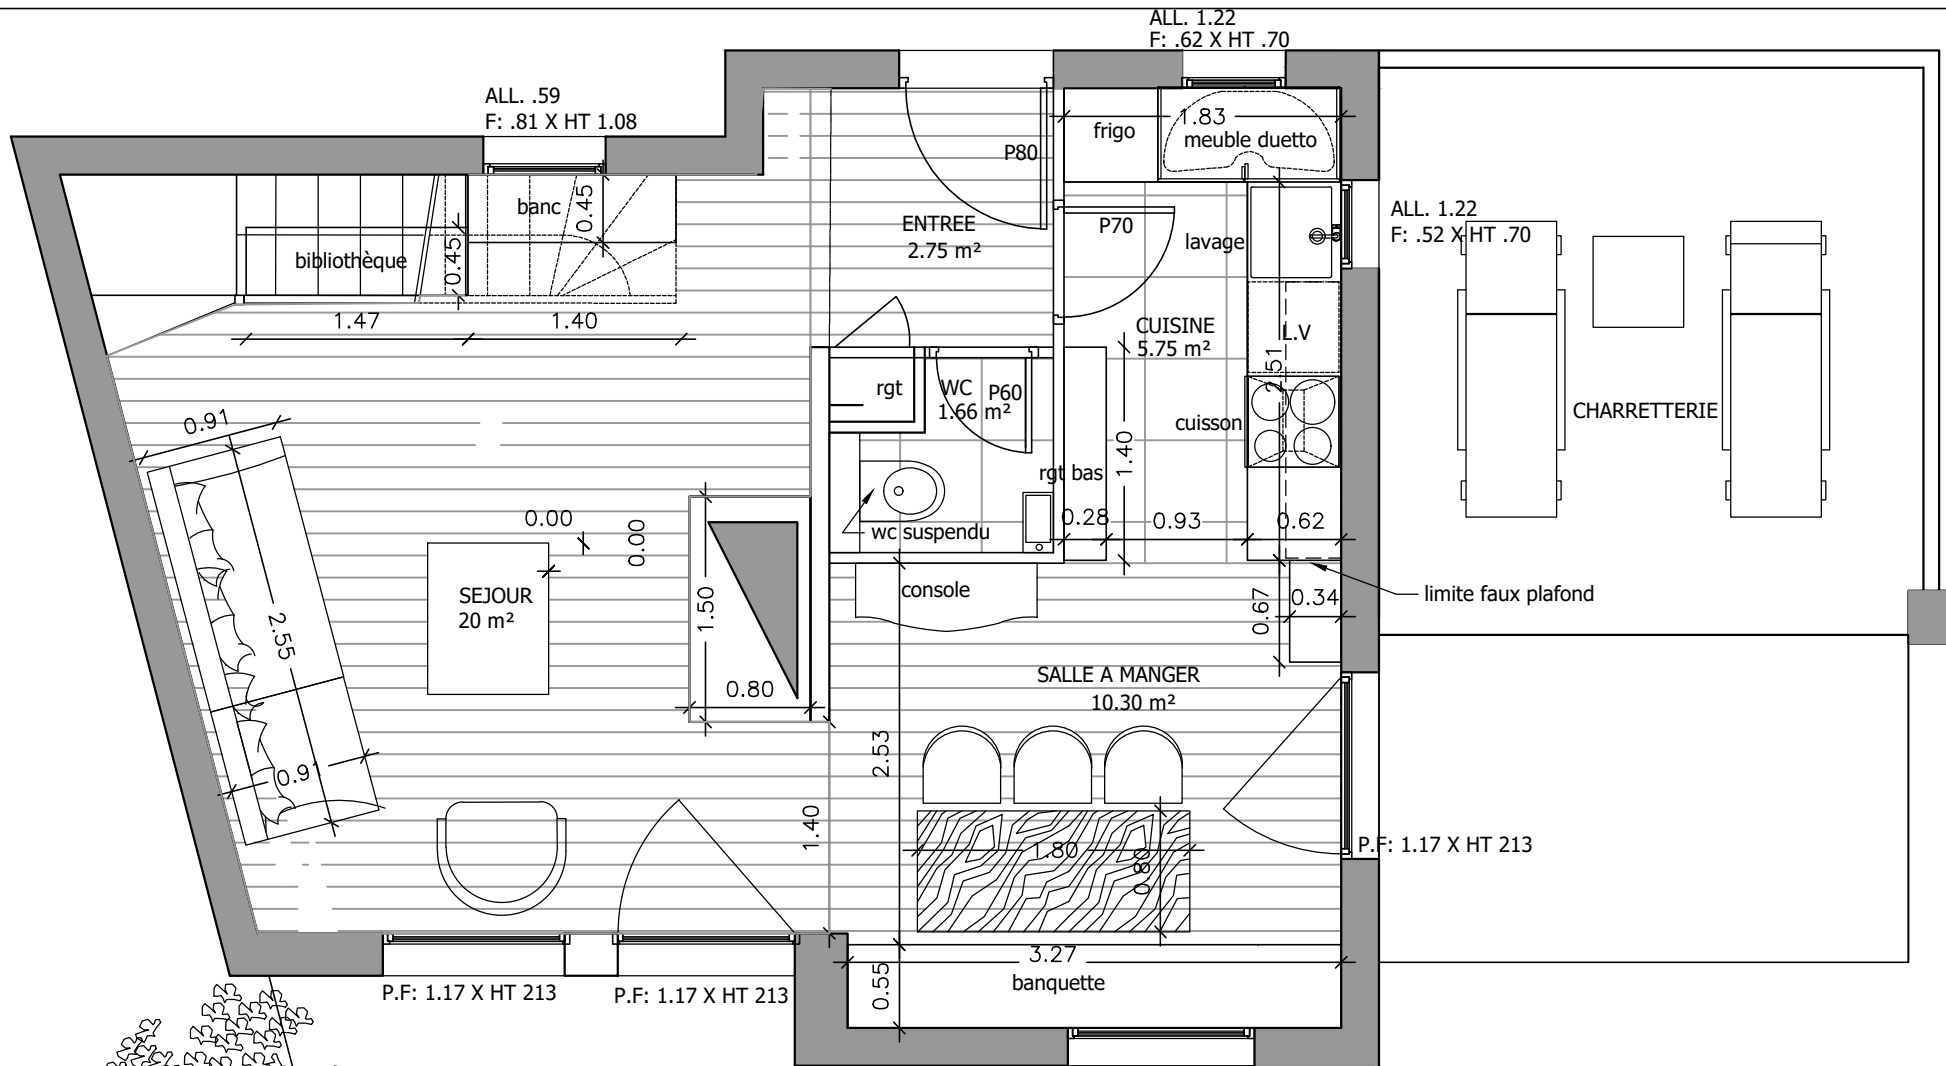 ALL. 1.22
F: .62 X HT .70
ALL. .59
F: .81 X HT 1.08
frigo
1.83
meuble duetto
P80
banc
0.45
ALL. 1.22
F: .52 X HT .70
ENTREE
2.75 m²
P70
lavage
bibliothèque
0.45
1.47
1.40
CUISINE
5.75 m²
L.V
rgt
WC
1.66 m²
P60
cuisson
CHARRETTERIE
0.91
1.40
rgt bas
0.00
0.00
wc suspendu
0.28
0.93
0.62
SEJOUR
20 m²
2.55
1.50
console
0.67
0.34
limite faux plafond
0.80
SALLE A MANGER
10.30 m²
2.53
0.91
1.40
1.80
0.80
P.F: 1.17 X HT 213
P.F: 1.17 X HT 213
P.F: 1.17 X HT 213
0.55
3.27
banquette